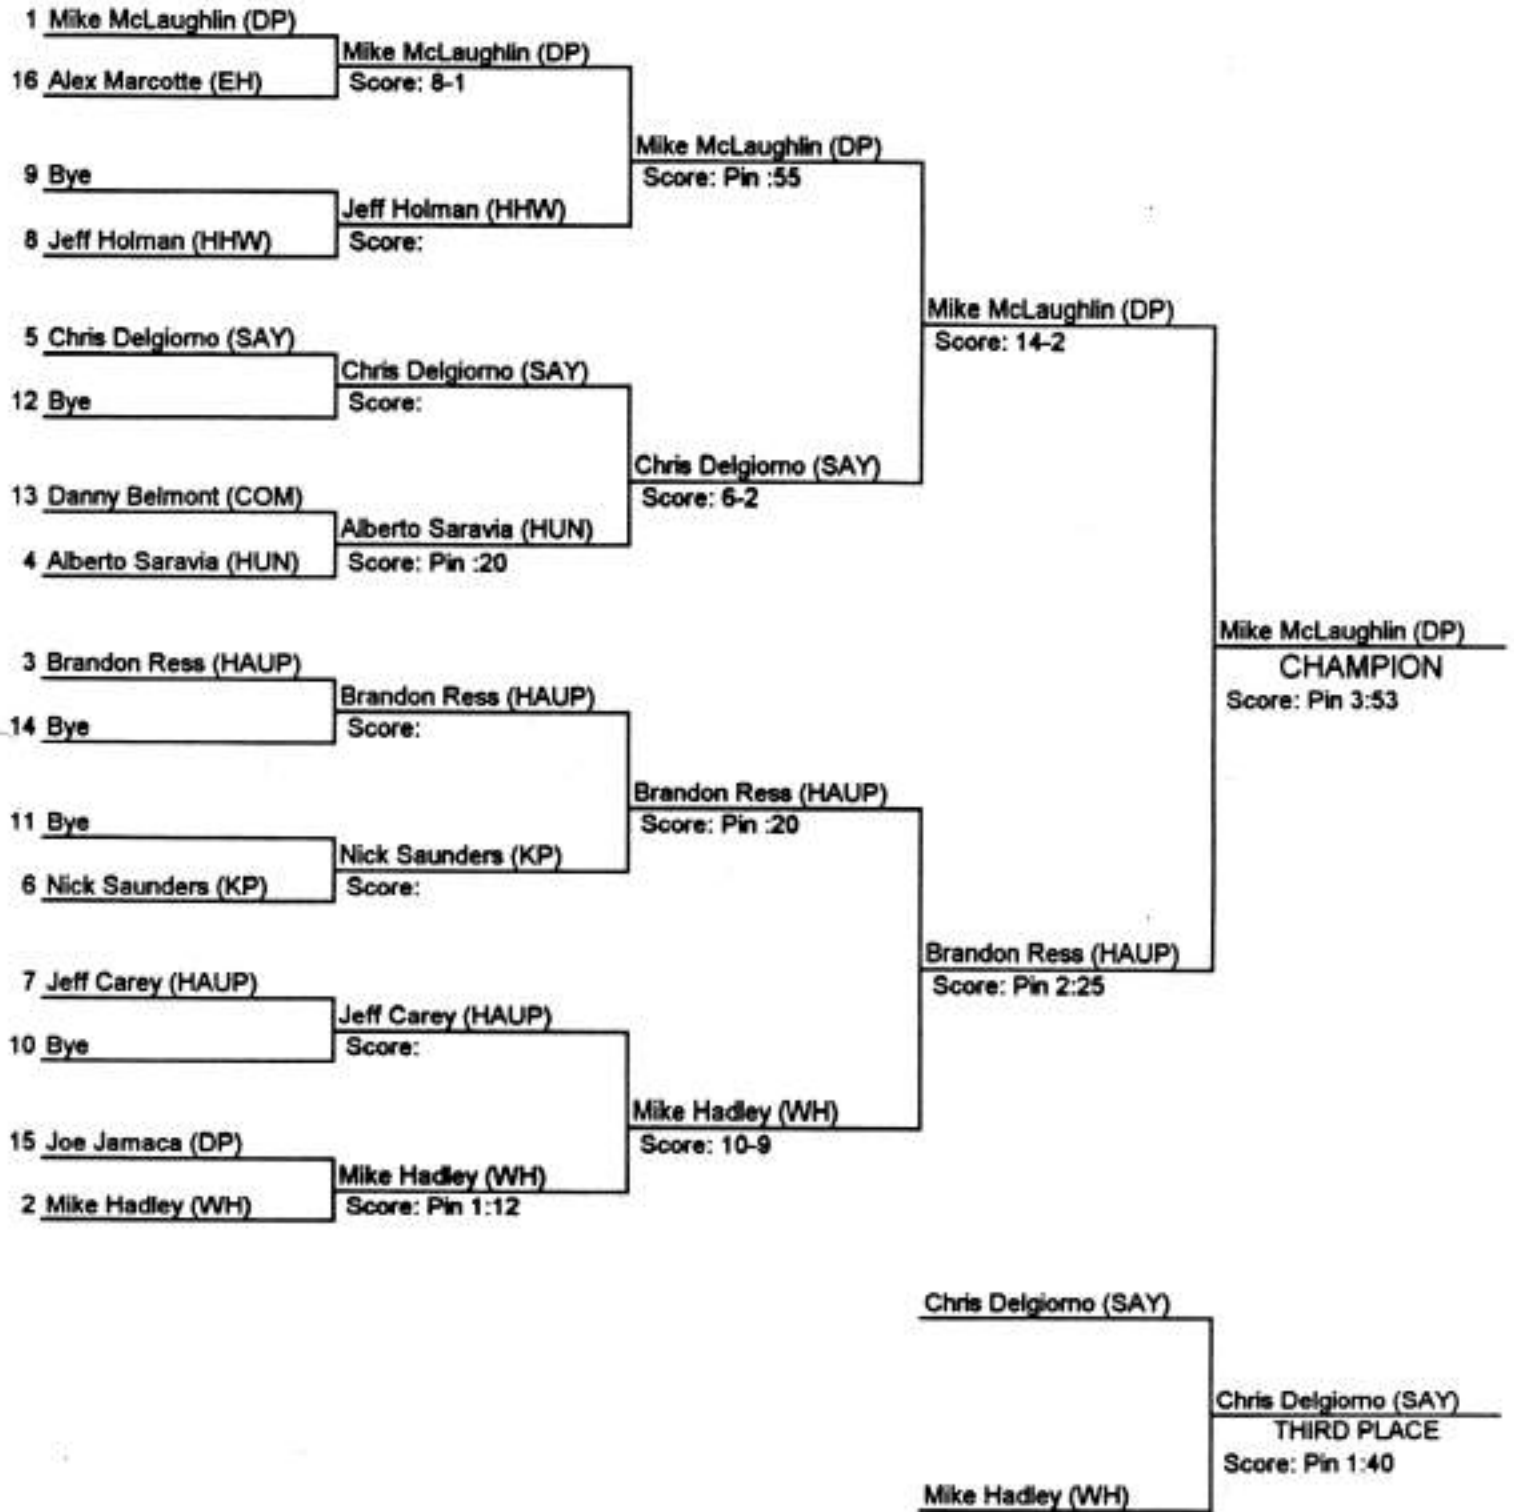 1 Mike McLaughlin (DP)
16 Alex Marcotte (EH)
Mike McLaughlin (DP)
Score: 8-1
9 Bye
8 Jeff Holman (HHW)
Jeff Holman (HHW)
Score:
Mike McLaughlin (DP)
Score: Pin :55
5 Chris Delgiorno (SAY)
12 Bye
Chris Delgiorno (SAY)
Score:
13 Danny Belmont (COM)
4 Alberto Saravia (HUN)
Alberto Saravia (HUN)
Score: Pin :20
Chris Delgiorno (SAY)
Score: 6-2
Mike McLaughlin (DP)
Score: 14-2
3 Brandon Ress (HAUP)
14 Bye
Brandon Ress (HAUP)
Score:
11 Bye
6 Nick Saunders (KP)
Nick Saunders (KP)
Score:
Brandon Ress (HAUP)
Score: Pin :20
7 Jeff Carey (HAUP)
10 Bye
Jeff Carey (HAUP)
Score:
15 Joe Jamaca (DP)
2 Mike Hadley (WH)
Mike Hadley (WH)
Score: Pin 1:12
Mike Hadley (WH)
Score: 10-9
Brandon Ress (HAUP)
Score: Pin 2:25
Mike McLaughlin (DP)
CHAMPION
Score: Pin 3:53
Chris Delgiorno (SAY)
Mike Hadley (WH)
Chris Delgiorno (SAY)
THIRD PLACE
Score: Pin 1:40